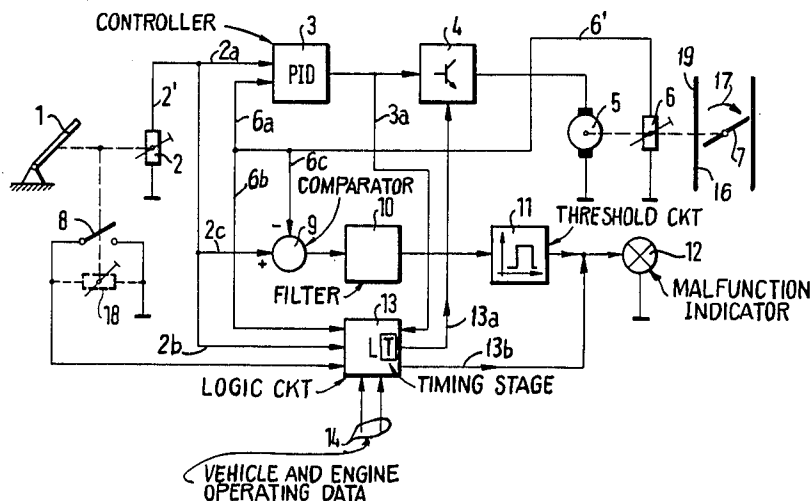 CONTROLLER
3
4
6'
2a
PID
19
17
2'
1
6a
3a
5
6
2
7
6c
COMPARATOR
6b
16
8
-
9
10
11
THRESHOLD CKT
2c
+
12
18
FILTER
13
13a
MALFUNCTION
INDICATOR
2b
L T
13b
LOGIC CKT
TIMING STAGE
14
VEHICLE AND ENGINE
OPERATING DATA